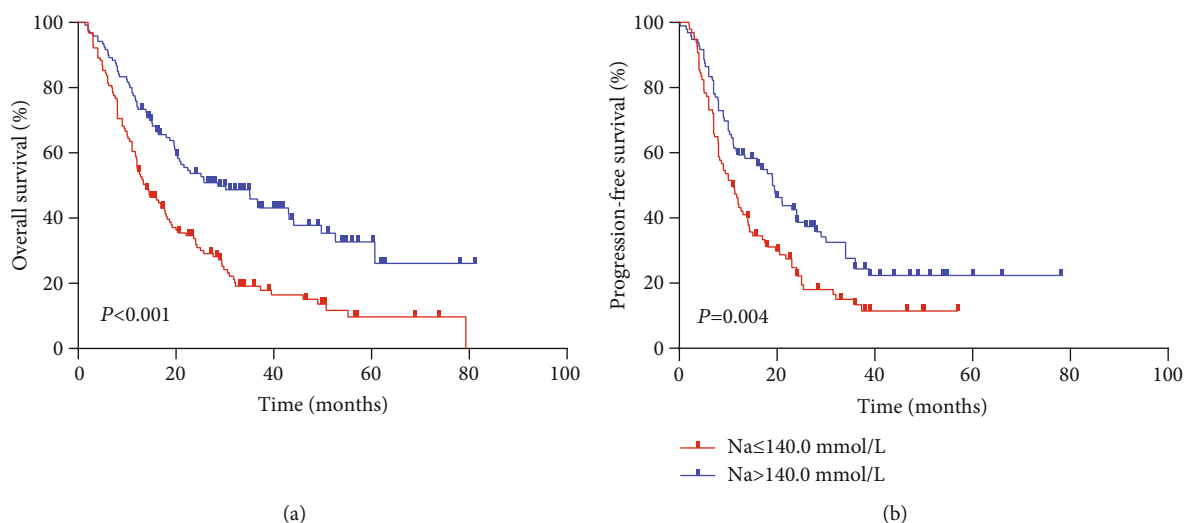 100
80
60
40
20
0
Overall survival (%)
P<0.001
0 20 40 60 80 100
Time (months)
(a)
100
80
60
40
20
0
Progression-free survival (%)
P=0.004
0 20 40 60 80 100
Time (months)
Na≤140.0 mmol/L
Na>140.0 mmol/L
(b)